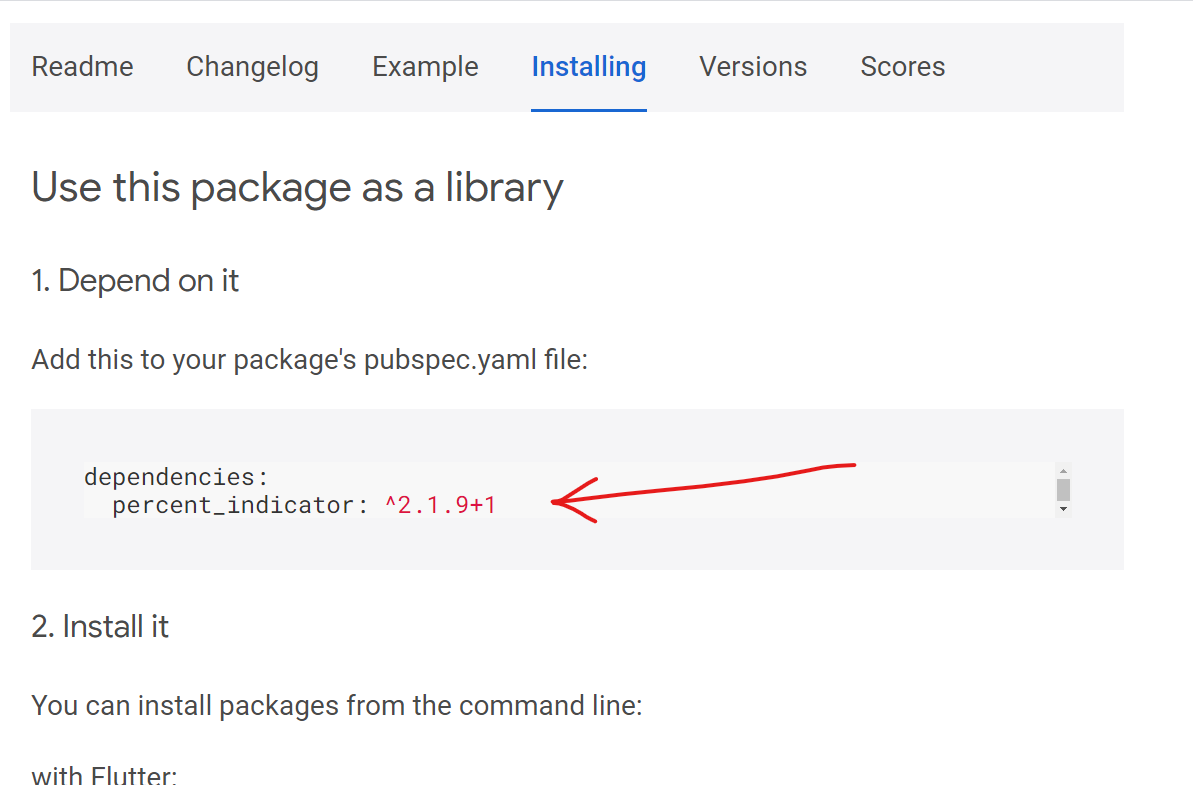 Readme Changelog Example Installing Versions Scores
Use this package as a library
1. Depend on it
Add this to your package's pubspec.yaml file:
dependencies:
  percent_indicator: ^2.1.9+1
2. Install it
You can install packages from the command line:
with Flutter: